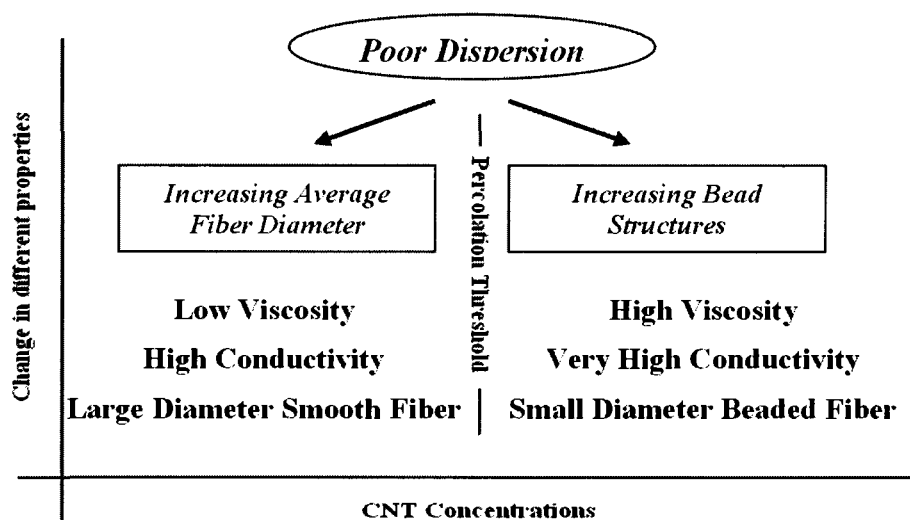 Poor Dispersion
Change in different properties
Increasing Average
Fiber Diameter
Percolation Threshold
Increasing Bead
Structures
Low Viscosity
High Conductivity
Large Diameter Smooth Fiber
High Viscosity
Very High Conductivity
Small Diameter Beaded Fiber
CNT Concentrations